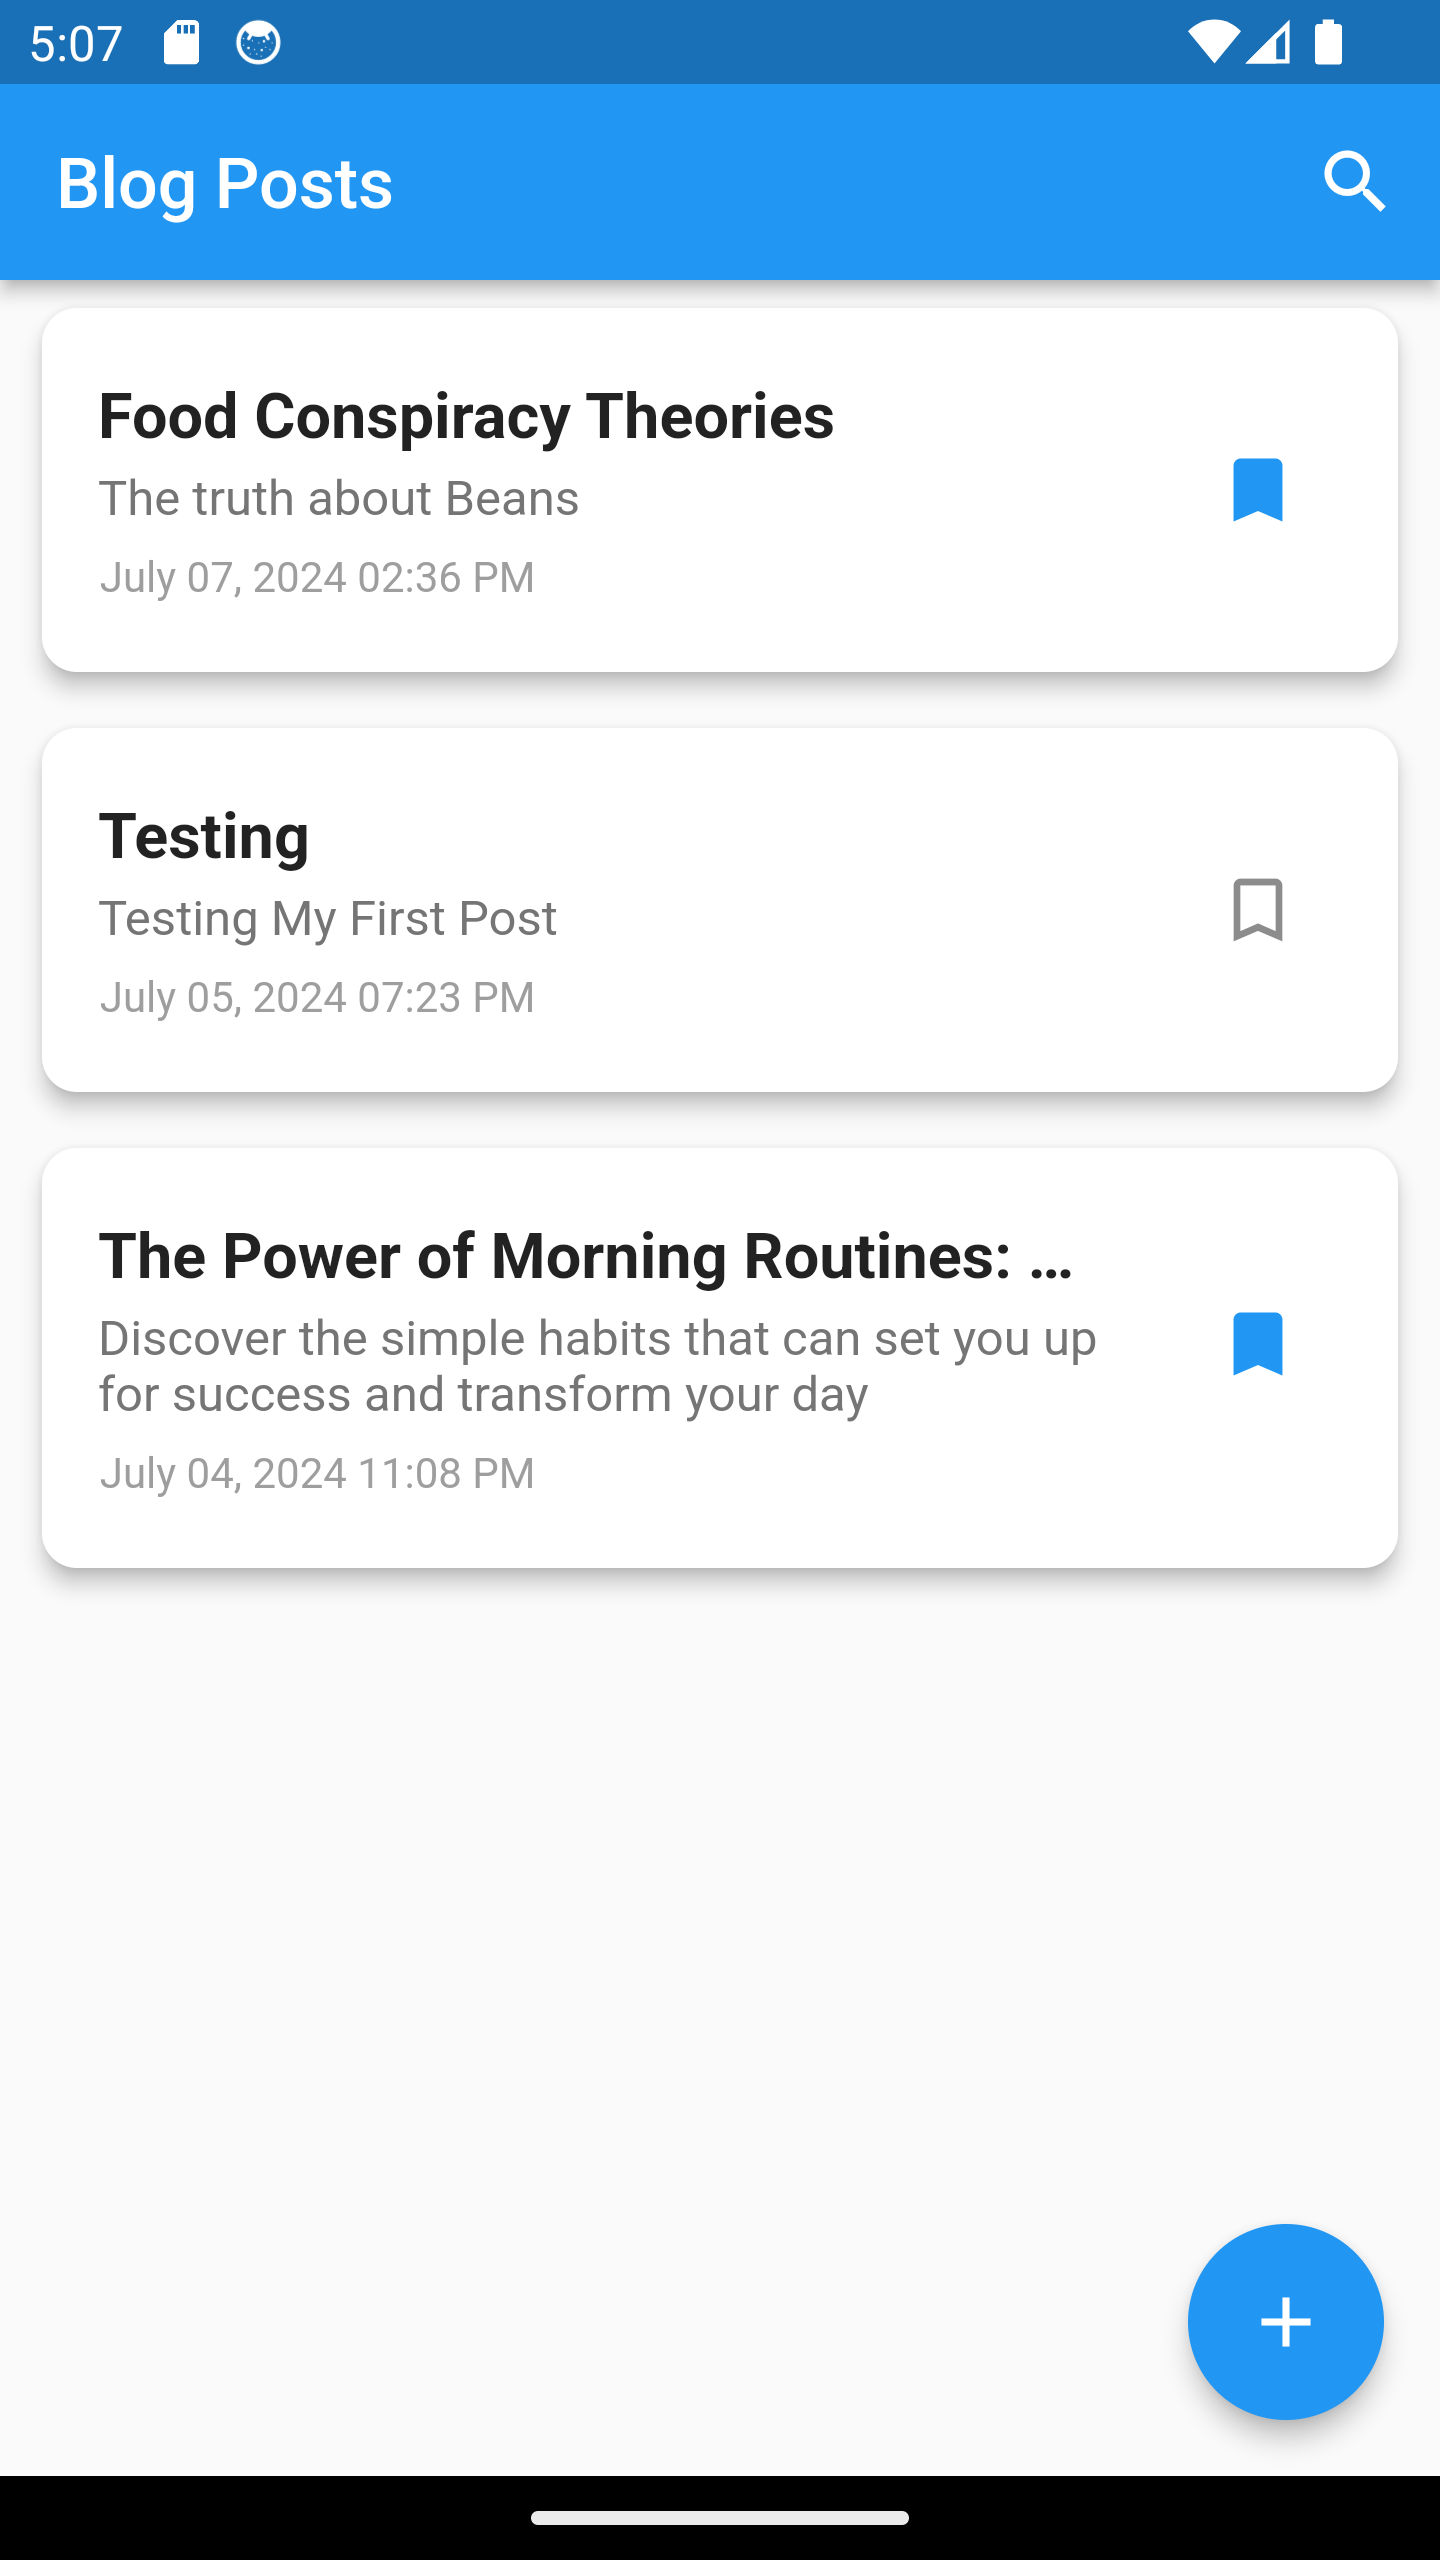 5:07
Blog Posts
Food Conspiracy Theories
The truth about Beans
July 07, 2024 02:36 PM
Testing
Testing My First Post
July 05, 2024 07:23 PM
The Power of Morning Routines: ...
Discover the simple habits that can set you up
for success and transform your day
July 04, 2024 11:08 PM